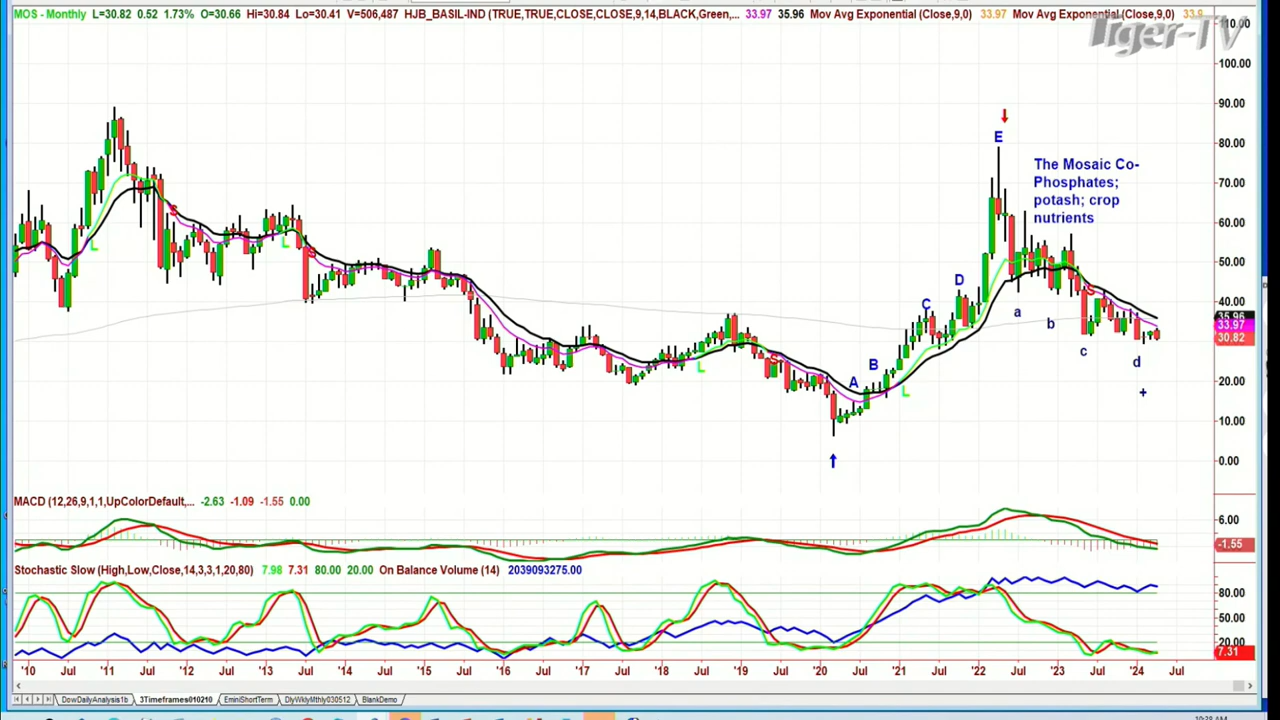 MOS - Monthly L=30.82 0.52 1.73% O=30.66 Hi=30.84 Lo=30.41 V=506,487 HJB_BASIL-IND (TRUE,TRUE,CLOSE,CLOSE,9,14,BLACK,Green,... 33.97 35.96 Mov Avg Exponential (Close,9,0) 33.97 Mov Avg Exponential (Close,9,0) 33.9
Tiger-TV
110.00
100.00
90.00
80.00
70.00
60.00
50.00
40.00
35.96
33.97
30.82
20.00
10.00
0.00
The Mosaic Co-
Phosphates;
potash; crop
nutrients
E
S
L
L
S
D
C
S
a
b
c
d
+
B
A
S
L
L
MACD (12,26,9,1,1,UpColorDefault,... -2.63 -1.09 -1.55 0.00
6.00
-1.55
Stochastic Slow (High,Low,Close,14,3,3,1,20,80) 7.98 7.31 80.00 20.00 On Balance Volume (14) 2039093275.00
80.00
50.00
20.00
7.31
'10 Jul '11 Jul '12 Jul '13 Jul '14 Jul '15 Jul '16 Jul '17 Jul '18 Jul '19 Jul '20 Jul '21 Jul '22 Jul '23 Jul '24 Jul
DowDailyAnalysis1b 3Timeframes010210 EminiShortTerm DlyWklyMthly030512 BlankDemo